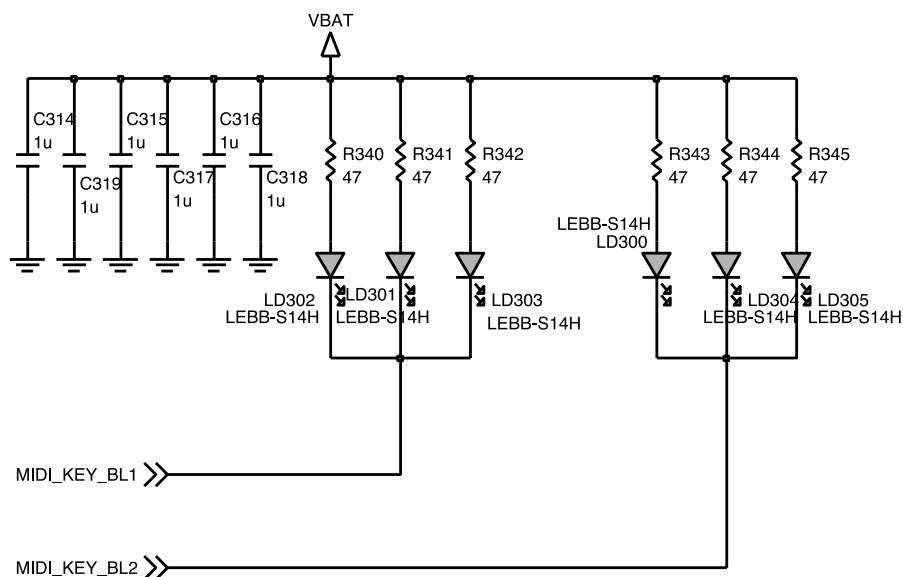 VBAT
C314
1u
C319
1u
C315
1u
C317
1u
C316
1u
C318
1u
R340
47
R341
47
R342
47
R343
47
R344
47
R345
47
LEBB-S14H
LD300
LD302
LEBB-S14H
LD301
LEBB-S14H
LD303
LEBB-S14H
LD304
LEBB-S14H
LD305
LEBB-S14H
MIDI_KEY_BL1
MIDI_KEY_BL2